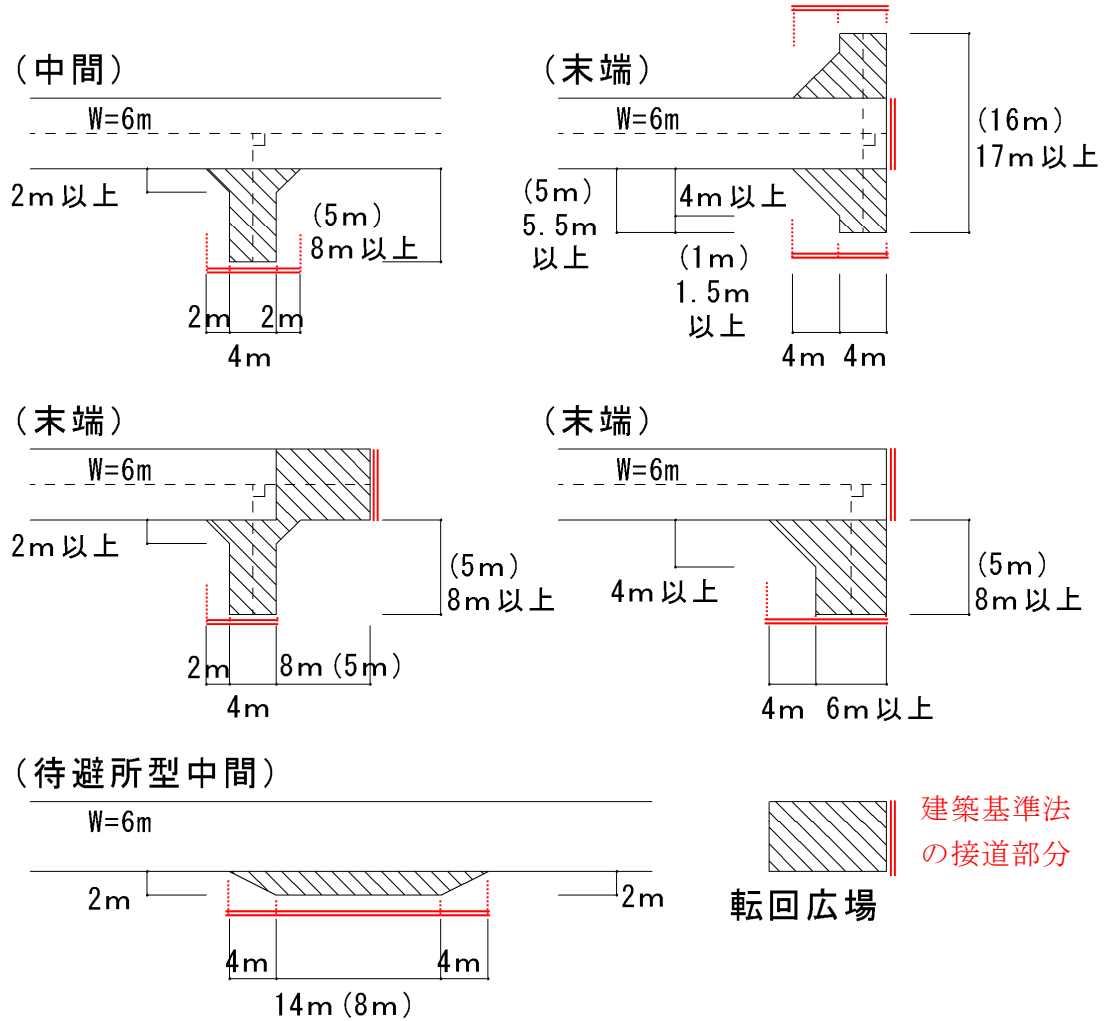 (中間)
W=6m
2m以上
(5m)
8m以上
2m
2m
4m
(末端)
W=6m
(16m)
17m以上
(5m)
5.5m
以上
4m以上
(1m)
1.5m
以上
4m
4m
(末端)
W=6m
2m以上
(5m)
8m以上
2m
8m(5m)
4m
(末端)
W=6m
4m以上
(5m)
8m以上
4m
6m以上
(待避所型中間)
W=6m
2m
2m
4m
4m
14m(8m)
建築基準法
の接道部分
転回広場